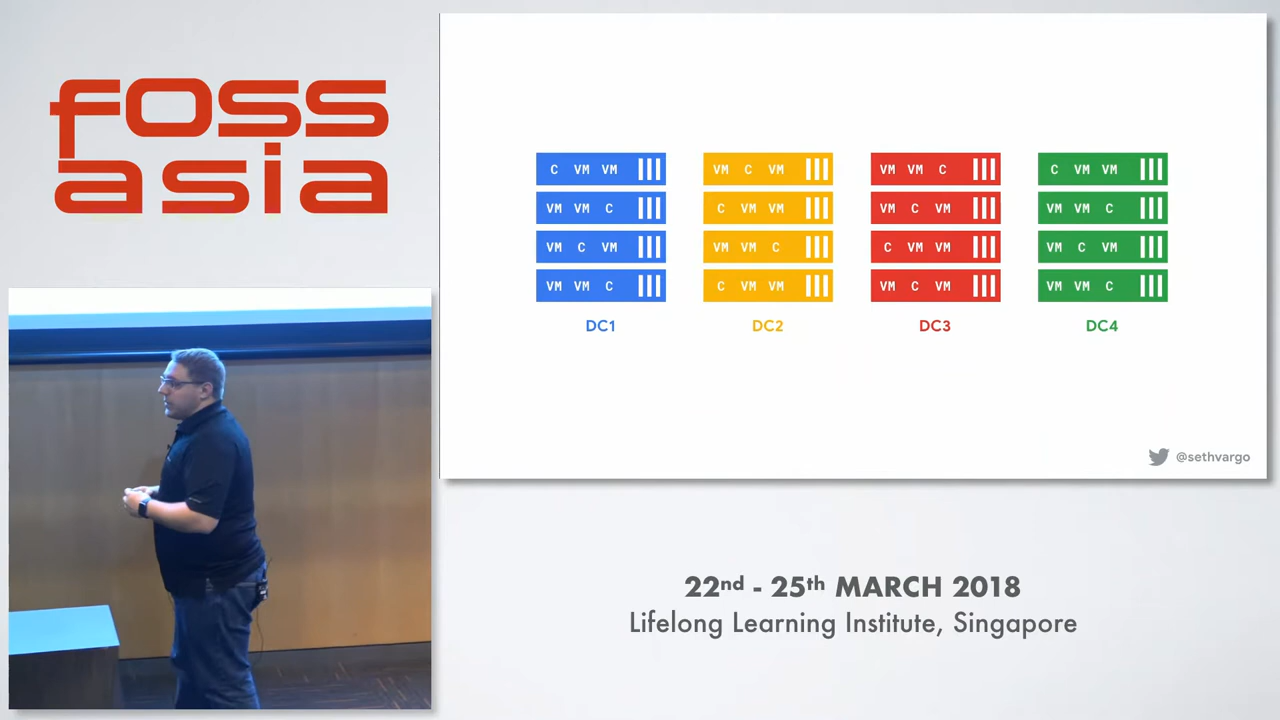 foss
asia
C VM VM
VM VM C
VM C VM
VM VM C
DC1
VM C VM
C VM VM
VM VM C
C VM VM
DC2
VM VM C
VM C VM
C VM VM
VM C VM
DC3
C VM VM
VM VM C
VM C VM
VM VM C
DC4
@sethvargo
22nd - 25th MARCH 2018
Lifelong Learning Institute, Singapore